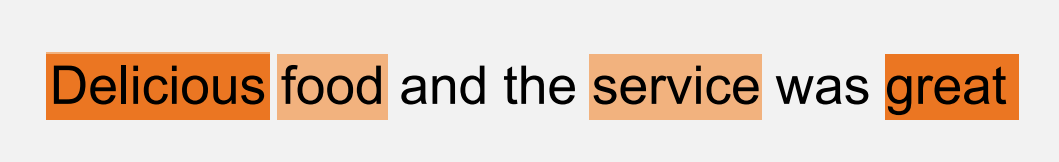 Delicious food and the service was great